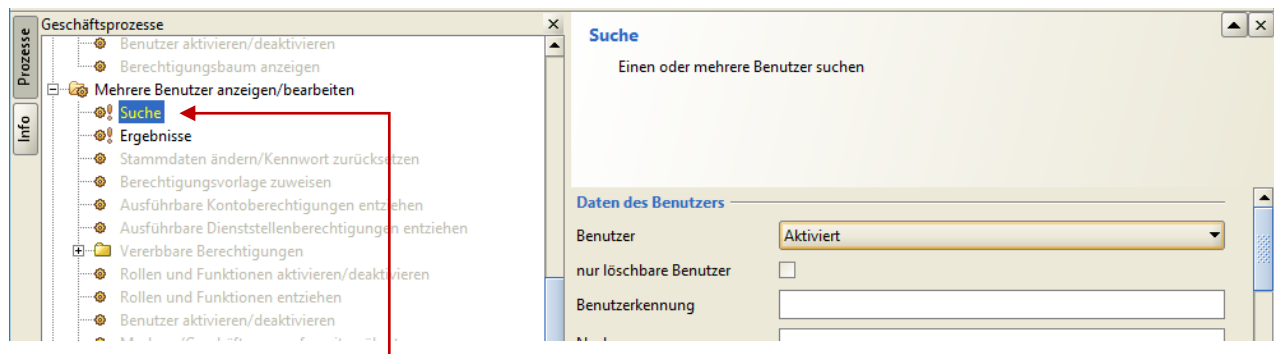 Prozesse
Info
Geschäftsprozesse
Benutzer aktivieren/deaktivieren
Berechtigungsbaum anzeigen
Mehrere Benutzer anzeigen/bearbeiten
Suche
Ergebnisse
Stammdaten ändern/Kennwort zurücksetzen
Berechtigungsvorlage zuweisen
Ausführbare Kontoberechtigungen entziehen
Ausführbare Dienststellenberechtigungen entziehen
Vererbbare Berechtigungen
Rollen und Funktionen aktivieren/deaktivieren
Rollen und Funktionen entziehen
Benutzer aktivieren/deaktivieren
Suche
Einen oder mehrere Benutzer suchen
Daten des Benutzers
Benutzer Aktiviert
nur löschbare Benutzer
Benutzerkennung